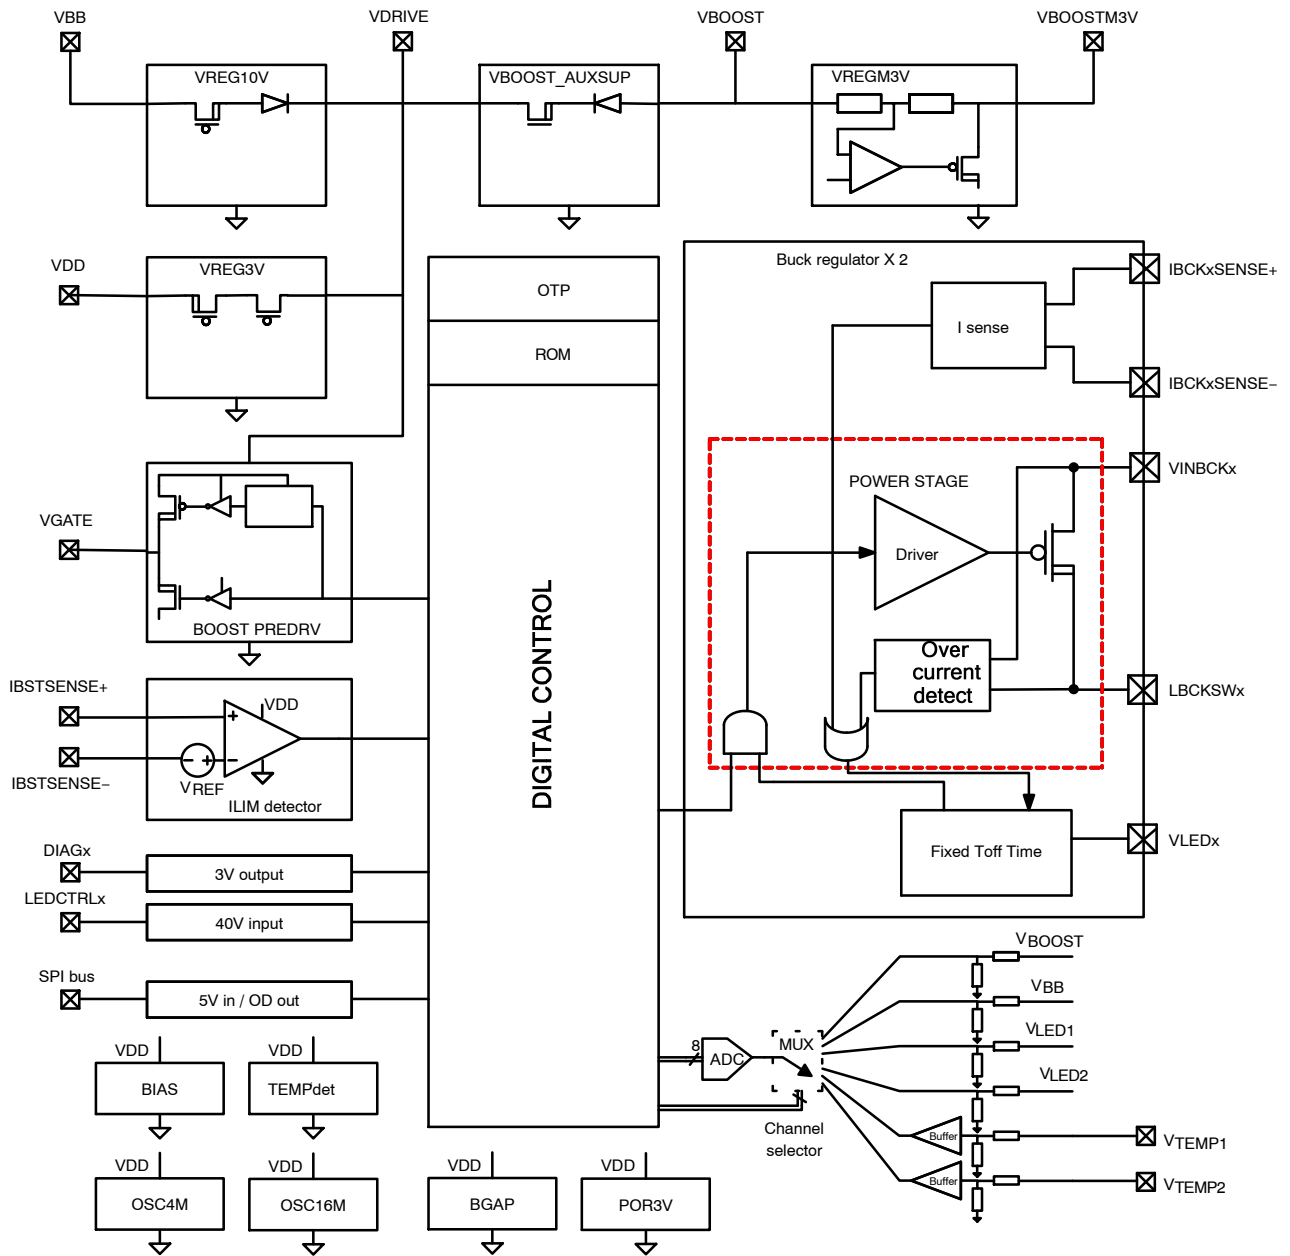 VBB
VDRIVE
VBOOST
VBOOSTM3V
VREG10V
VBOOST_AUXSUP
VREGM3V
VDD
VREG3V
OTP
ROM
Buck regulator X 2
IBCKxSENSE+
I sense
IBCKxSENSE−
VINBCKx
POWER STAGE
Driver
VGATE
BOOST PREDRV
DIGITAL CONTROL
Over
current
detect
LBCKSWx
IBSTSENSE+
VDD
+
− + −
IBSTSENSE−
VREF
ILIM detector
Fixed Toff Time
VLEDx
DIAGx
3V output
LEDCTRLx
40V input
SPI bus
5V in / OD out
VBOOST
VBB
VLED1
VLED2
8
ADC
MUX
Channel
selector
Buffer
VTEMP1
Buffer
VTEMP2
VDD
BIAS
VDD
TEMPdet
VDD
OSC4M
VDD
OSC16M
VDD
BGAP
VDD
POR3V